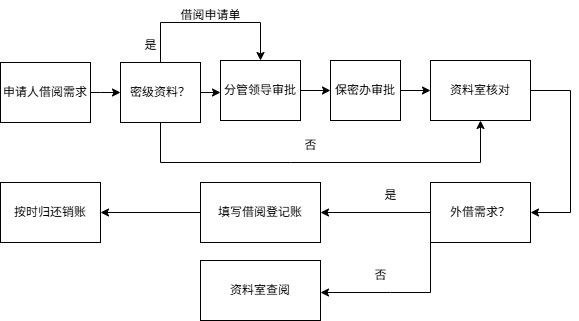 借阅申请单
是
申请人借阅需求
密级资料?
分管领导审批
保密办审批
资料室核对
否
是
按时归还销账
填写借阅登记账
外借需求?
否
资料室查阅